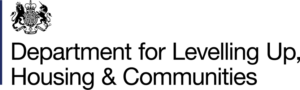 Department for Levelling Up,
Housing & Communities